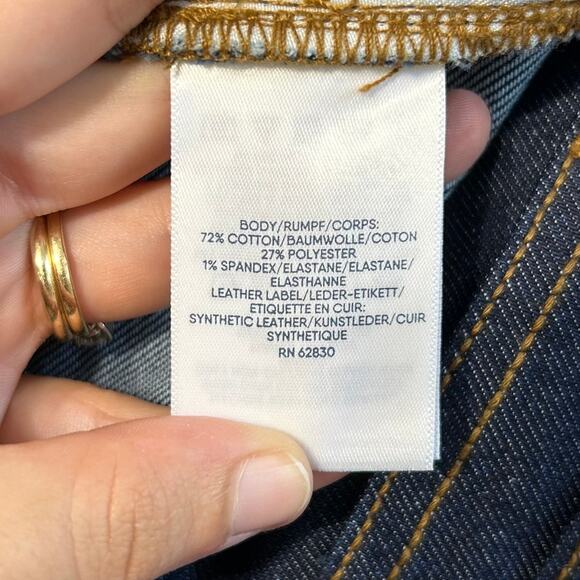 BODY/RUMPF/CORPS:
72% COTTON/BAUMWOLLE/COTON
27% POLYESTER
1% SPANDEX/ELASTANE/ELASTANE/
ELASTHANNE
LEATHER LABEL/LEDER-ETIKETT/
ETIQUETTE EN CUIR:
SYNTHETIC LEATHER/KUNSTLEDER/CUIR
SYNTHETIQUE
RN 62830